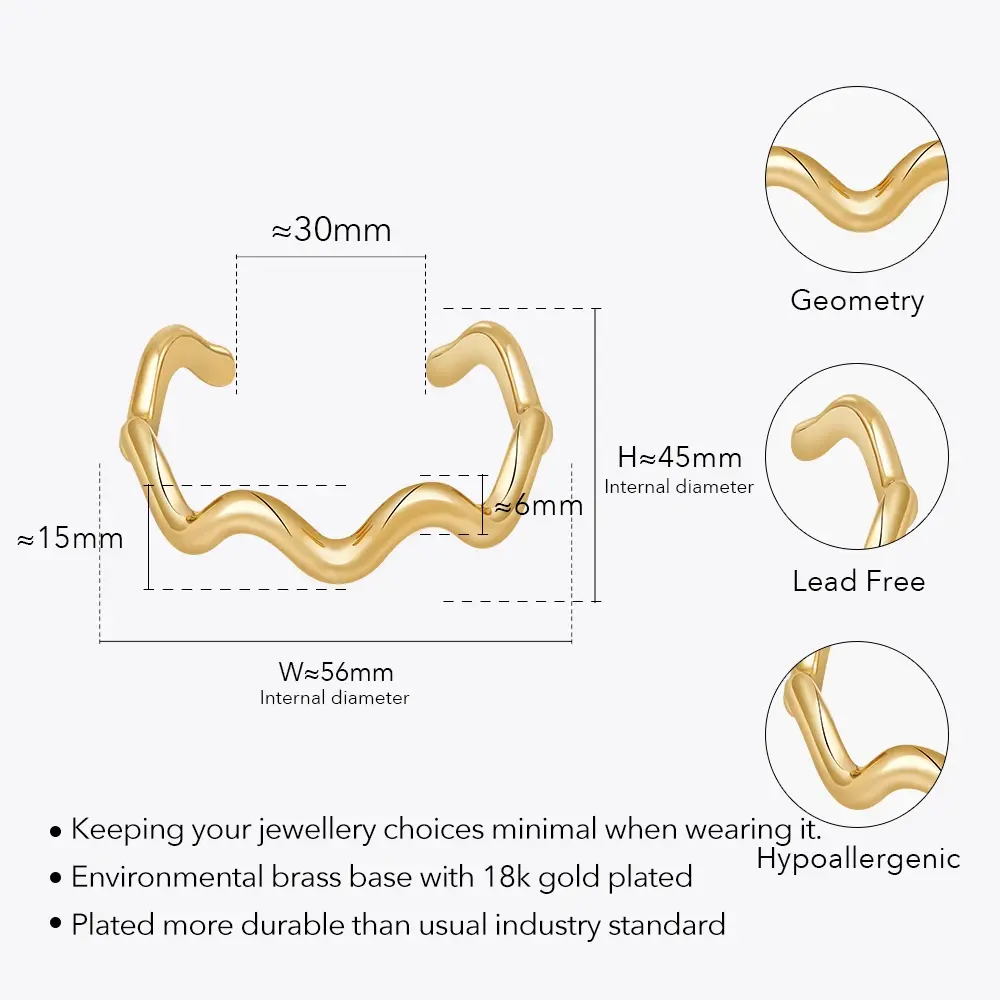 ≈30mm
Geometry
H≈45mm
Internal diameter
≈6mm
≈15mm
Lead Free
W≈56mm
Internal diameter
• Keeping your jewellery choices minimal when wearing it.
Hypoallergenic
• Environmental brass base with 18k gold plated
• Plated more durable than usual industry standard